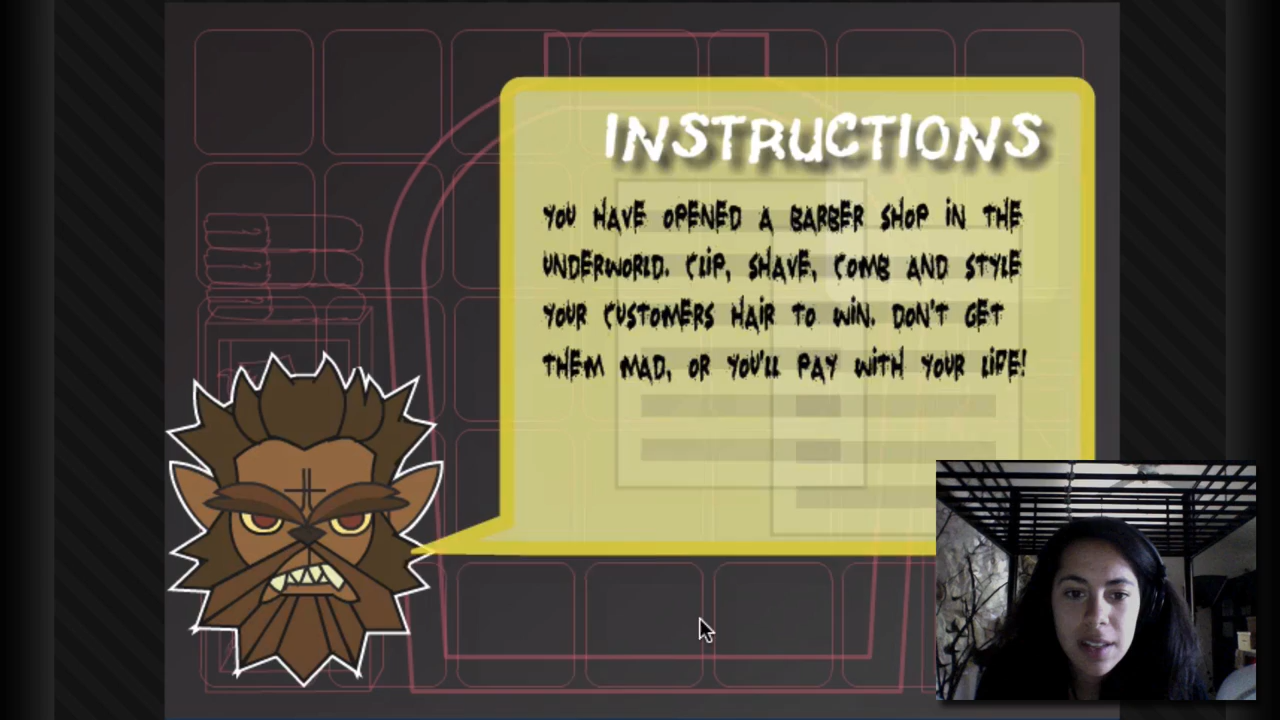 INSTRUCTIONS
YOU HAVE OPENED A BARBER SHOP IN THE
UNDERWORLD. CLIP, SHAVE, COMB AND STYLE
YOUR CUSTOMERS HAIR TO WIN. DON'T GET
THEM MAD, OR YOU'LL PAY WITH YOUR LIFE!